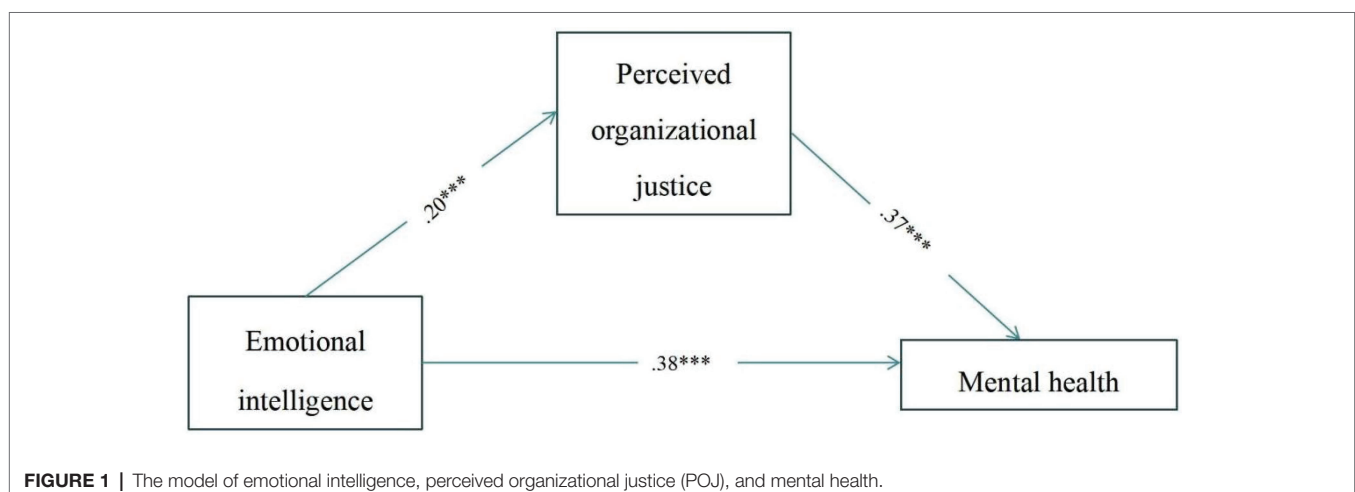 Perceived
organizational
justice
.20***
.37***
Emotional
intelligence
.38***
Mental health
FIGURE 1 | The model of emotional intelligence, perceived organizational justice (POJ), and mental health.